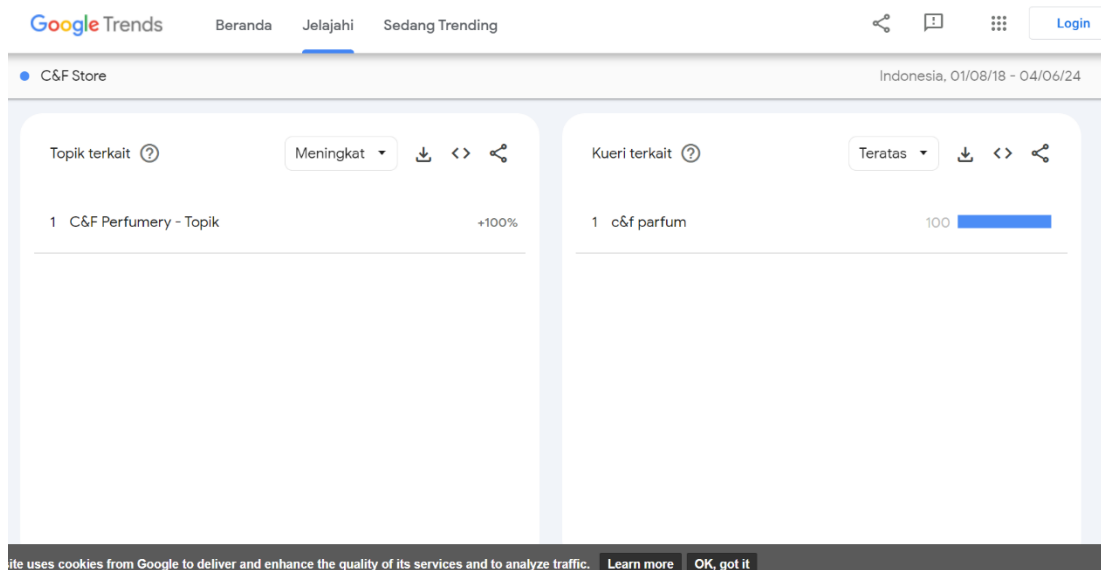 Google Trends Beranda Jelajahi Sedang Trending Login
C&F Store Indonesia, 01/08/18 - 04/06/24
Topik terkait ? Meningkat
1 C&F Perfumery - Topik +100%
Kueri terkait ? Teratas
1 c&f parfum 100
ite uses cookies from Google to deliver and enhance the quality of its services and to analyze traffic. Learn more OK, got it